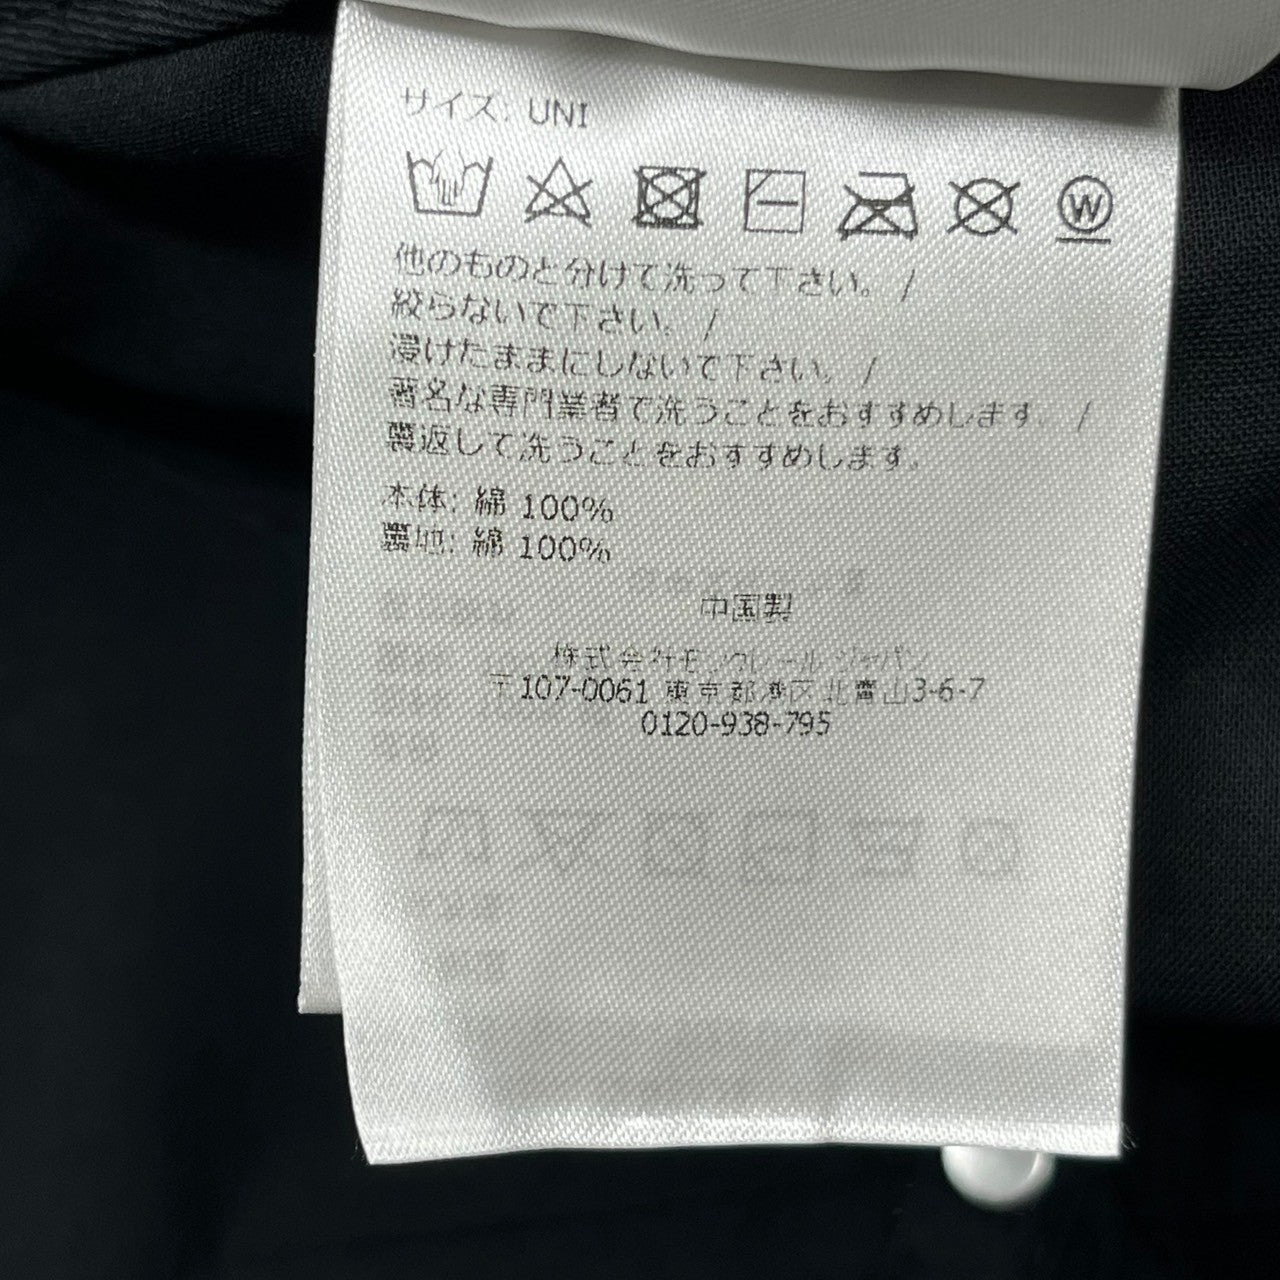 サイズ: UNI
W
他のものと分けて洗って下さい。 /
絞らないで下さい。 /
浸けたままにしないで下さい。 /
著名な専門業者で洗うことをおすすめします。 /
裏返して洗うことをおすすめします。
本体: 綿 100%
裏地: 綿 100%
中国製
株式会社モンクレール ジャパン
〒107-0061 東京都港区北青山3-6-7
0120-938-795